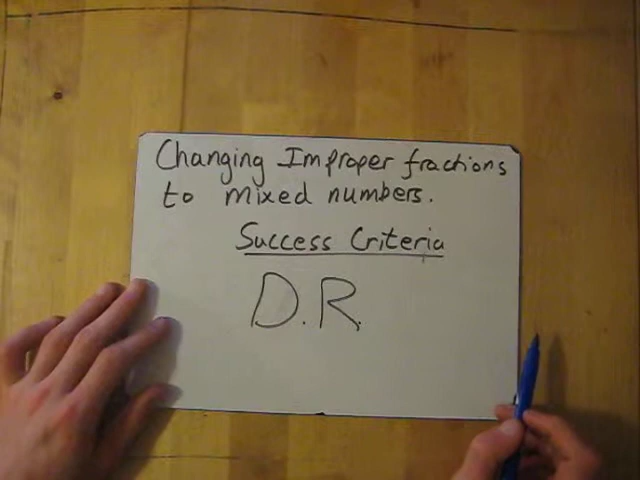 Changing Improper fractions
to mixed numbers.
Success Criteria
D.R.